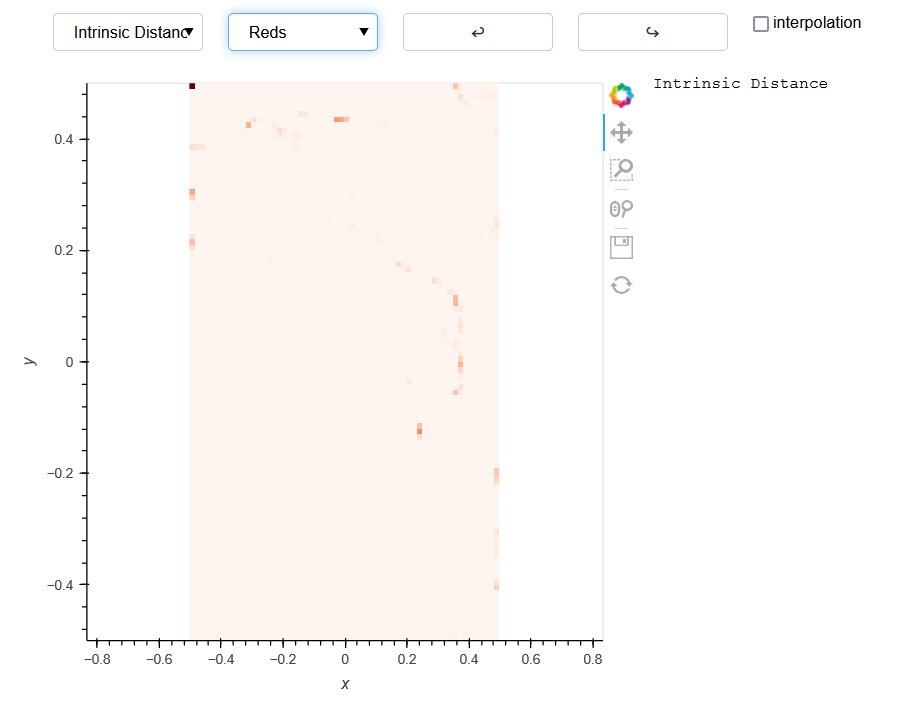 Intrinsic Distanc
Reds
↩
↪
interpolation
Intrinsic Distance
0.4
0.2
0
−0.2
−0.4
y
−0.8
−0.6
−0.4
−0.2
0
0.2
0.4
0.6
0.8
x